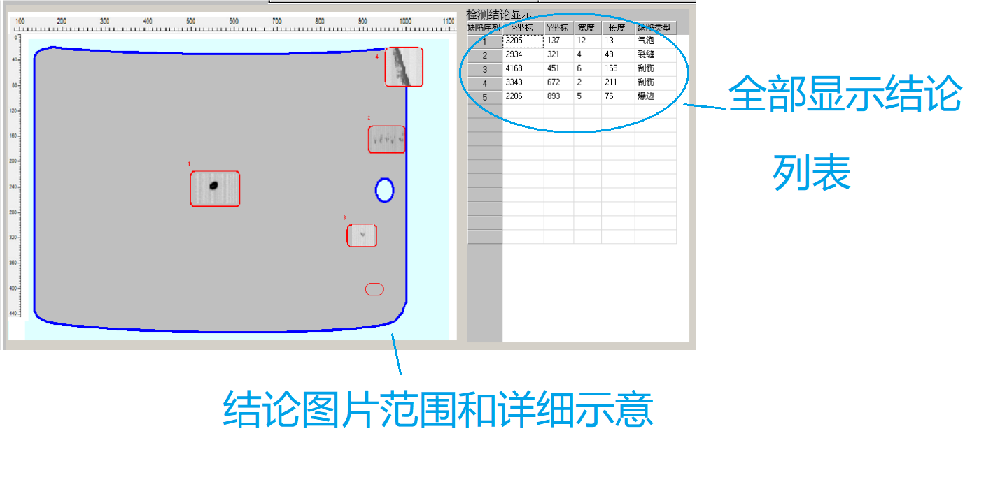 检测结论显示
100 200 300 400 500 600 700 800 900 1000 1100
缺陷序列 X坐标 Y坐标 宽度 长度 缺陷类型
1 3205 137 12 13 气泡
2 2934 321 4 48 裂缝
3 4168 451 6 169 刮伤
4 3343 672 2 211 刮伤
5 2206 893 5 76 爆边
0
40
80
120
160
200
240
280
320
360
400
440
4
2
1
3
全部显示结论
列表
结论图片范围和详细示意